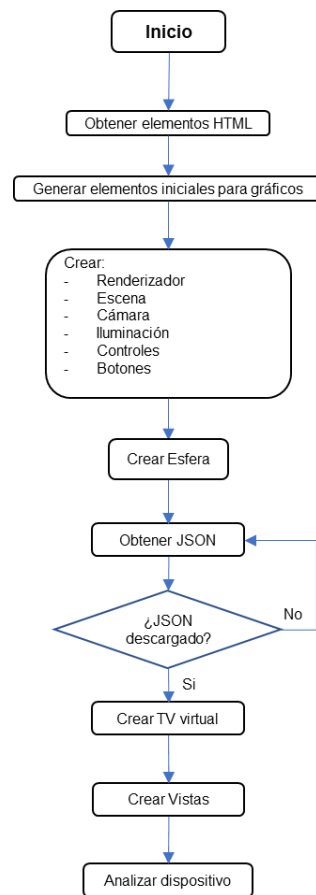 Inicio
Obtener elementos HTML
Generar elementos iniciales para gráficos
Crear:
- Renderizador
- Escena
- Cámara
- Iluminación
- Controles
- Botones
Crear Esfera
Obtener JSON
¿JSON
descargado?
No
Si
Crear TV virtual
Crear Vistas
Analizar dispositivo